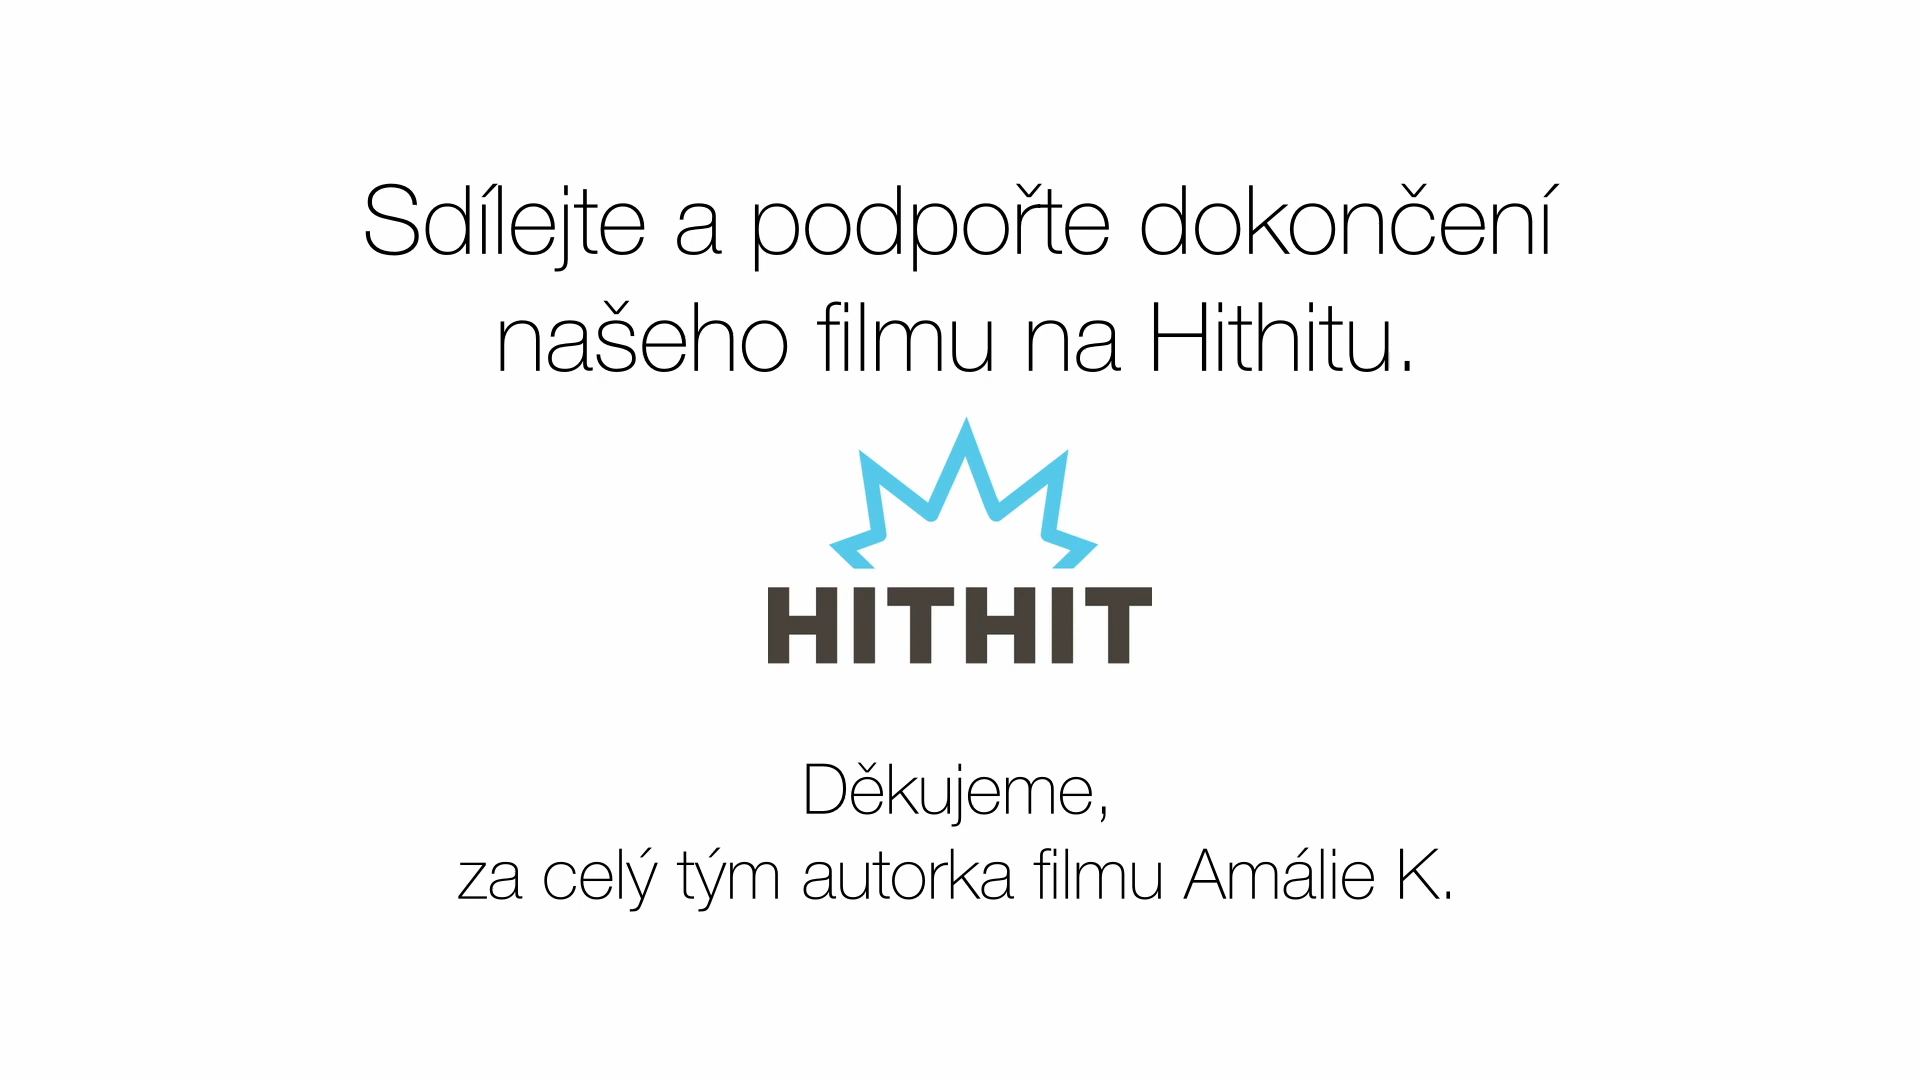 Sdílejte a podpořte dokončení
našeho filmu na Hithitu.
HITHIT
Děkujeme,
za celý tým autorka filmu Amálie K.